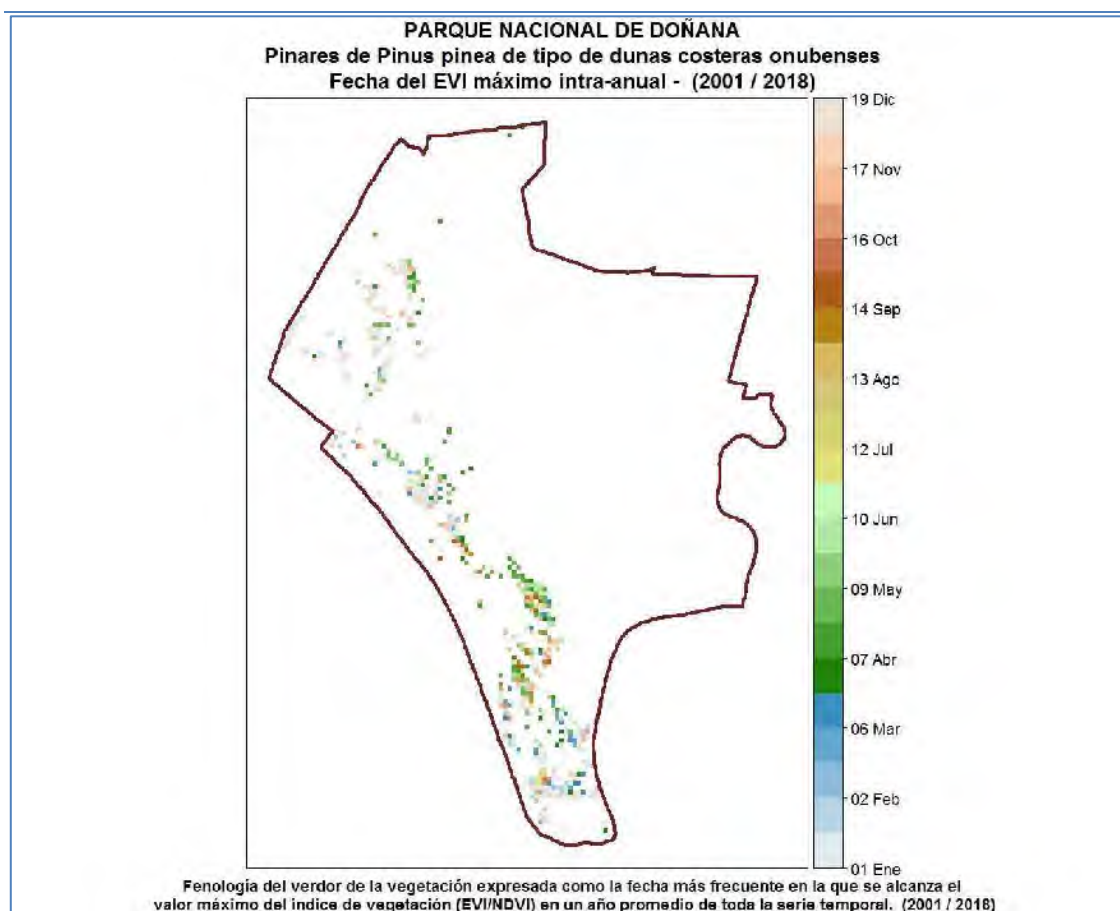 PARQUE NACIONAL DE DOÑANA
Pinares de Pinus pinea de tipo de dunas costeras onubenses
Fecha del EVI máximo intra-anual - (2001 / 2018)
19 Dic
17 Nov
16 Oct
14 Sep
13 Ago
12 Jul
10 Jun
09 May
07 Abr
06 Mar
02 Feb
01 Ene
Fenología del verdor de la vegetación expresada como la fecha más frecuente en la que se alcanza el
valor máximo del índice de vegetación (EVI/NDVI) en un año promedio de toda la serie temporal. (2001 / 2018)